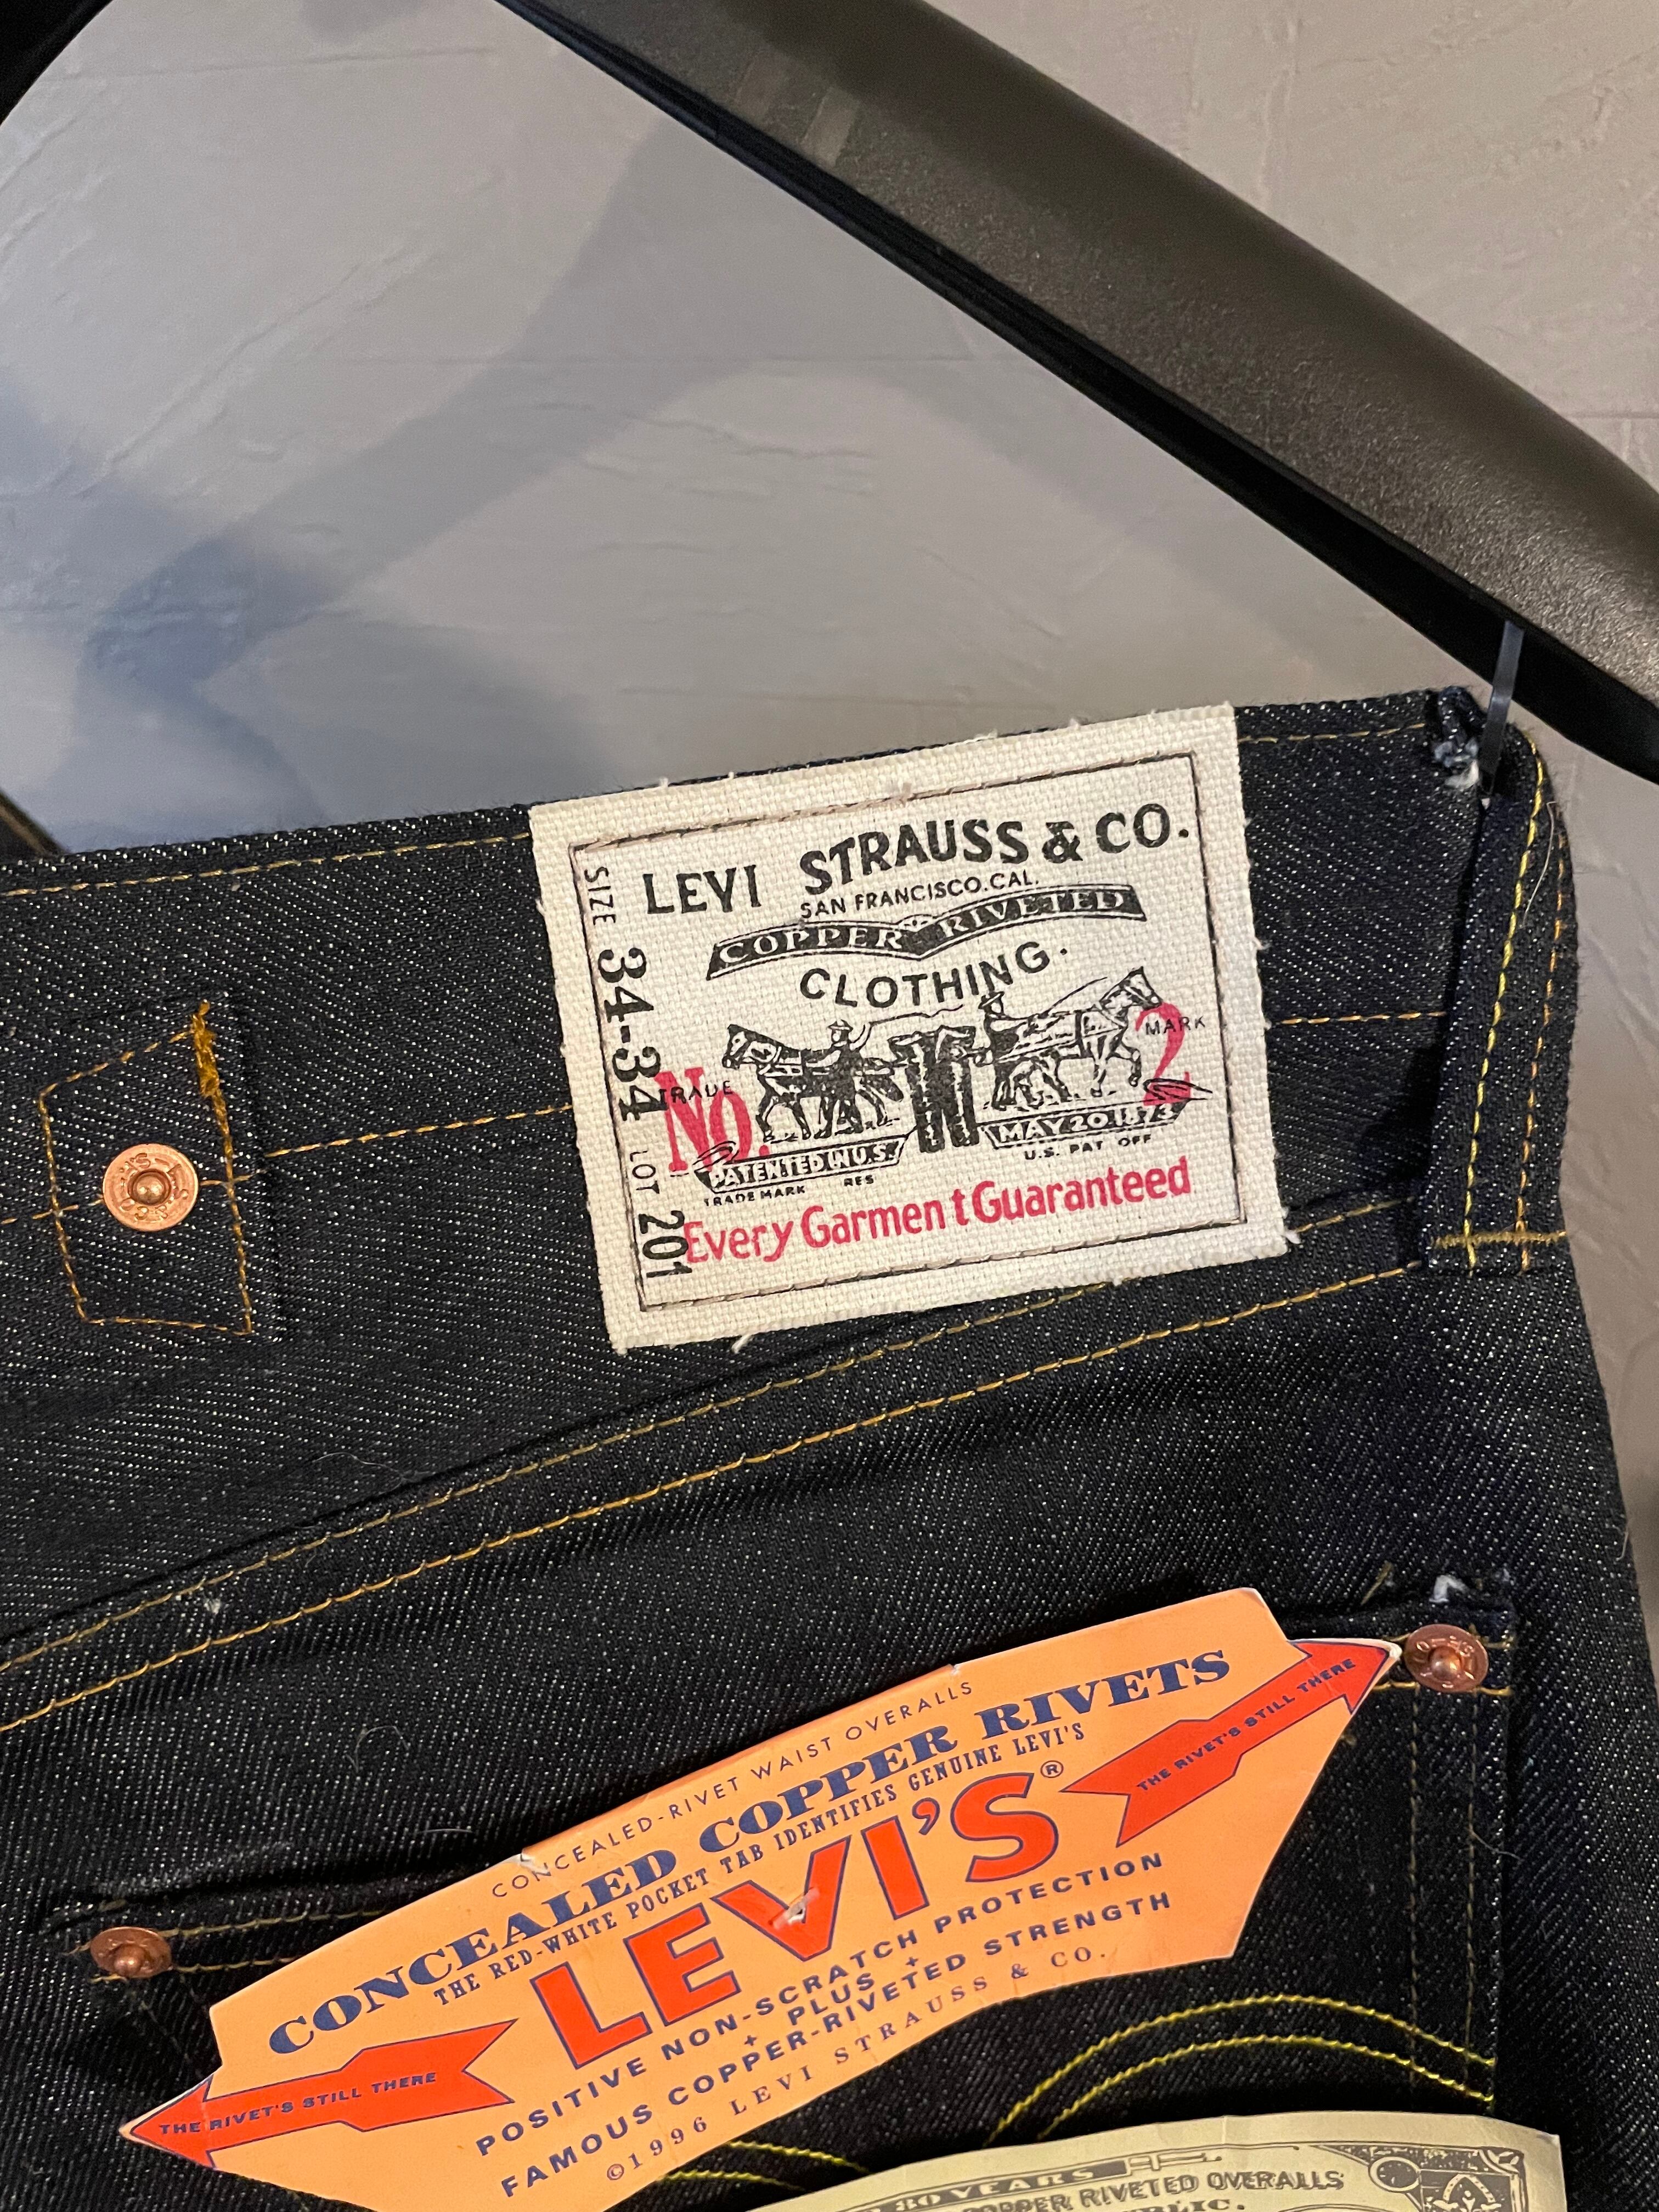 LEVI STRAUSS & CO.
SAN FRANCISCO.CAL.
COPPER RIVETED
CLOTHING.
SIZE 34-34 LOT 201
TRADE MARK
No. 2
PATENTED IN U.S. MAY 20.1873
TRADE MARK RES U.S. PAT OFF
Every Garmen t Guaranteed
CONCEALED-RIVET WAIST OVERALLS
CONCEALED COPPER RIVETS
THE RED-WHITE POCKET TAB IDENTIFIES GENUINE LEVI'S
LEVI'S®
THE RIVET'S STILL THERE
THE RIVET'S STILL THERE
POSITIVE NON-SCRATCH PROTECTION
+ PLUS +
FAMOUS COPPER-RIVETED STRENGTH
©1996 LEVI STRAUSS & CO.
80 YEARS
COPPER RIVETED OVERALLS